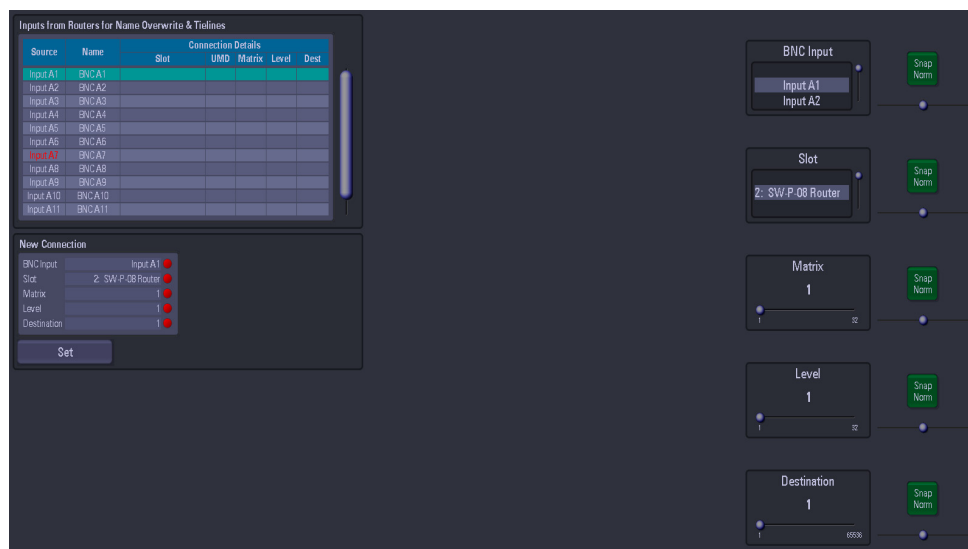 Inputs from Routers for Name Overwrite & Tielines
Source Name Connection Details
Slot UMD Matrix Level Dest
Input A1 BNC A1
Input A2 BNC A2
Input A3 BNC A3
Input A4 BNC A4
Input A5 BNC A5
Input A6 BNC A6
Input A7 BNC A7
Input A8 BNC A8
Input A9 BNC A9
Input A10 BNC A10
Input A11 BNC A11
New Connection
BNC Input Input A1
Slot 2: SW-P-08 Router
Matrix 1
Level 1
Destination 1
Set
BNC Input
Input A1
Input A2
Snap
Norm
Slot
2: SW-P-08 Router
Snap
Norm
Matrix
1
1 32
Snap
Norm
Level
1
1 32
Snap
Norm
Destination
1
1 65536
Snap
Norm